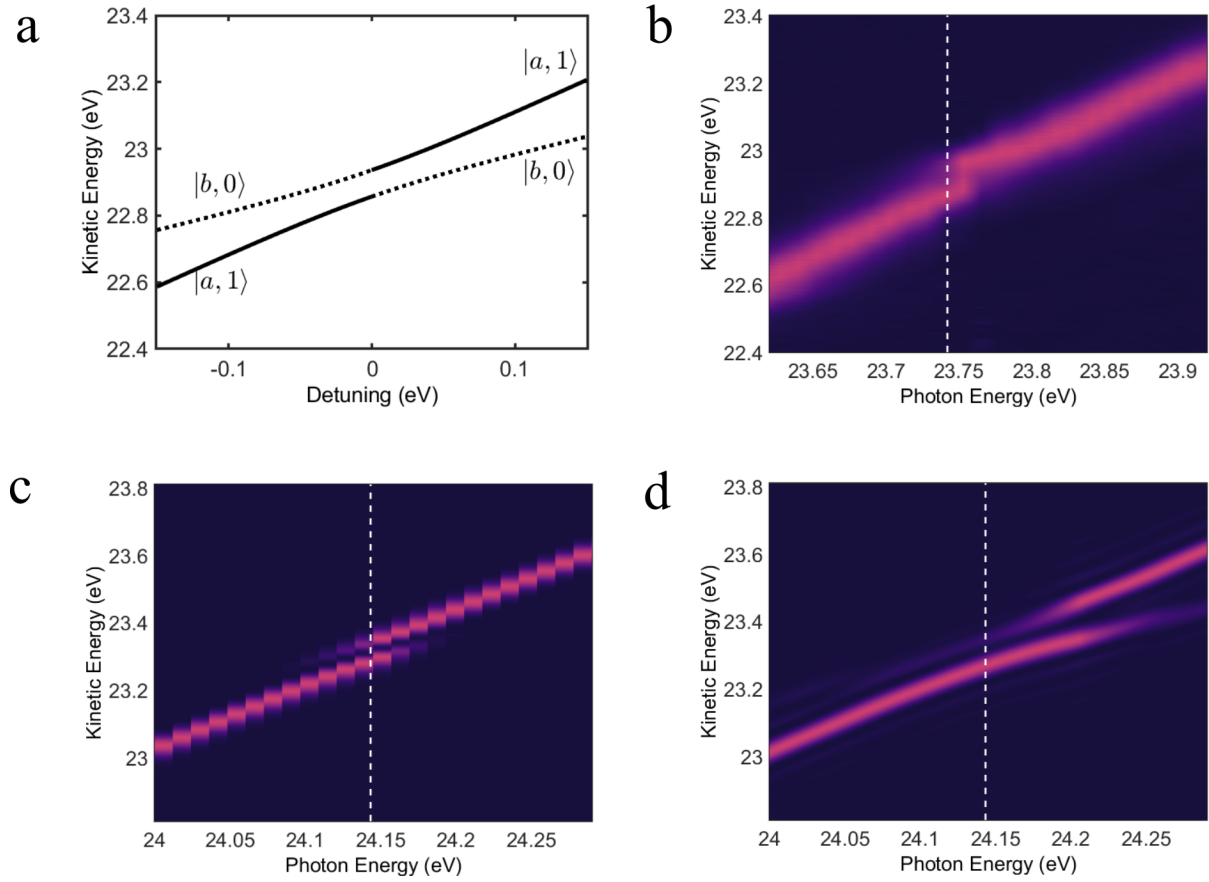 a
23.4
23.2
23
22.8
22.6
22.4
Kinetic Energy (eV)
|a, 1⟩
|b, 0⟩
|b, 0⟩
|a, 1⟩
-0.1
0
0.1
Detuning (eV)
b
23.4
23.2
23
22.8
22.6
22.4
Kinetic Energy (eV)
23.65
23.7
23.75
23.8
23.85
23.9
Photon Energy (eV)
c
23.8
23.6
23.4
23.2
23
Kinetic Energy (eV)
24
24.05
24.1
24.15
24.2
24.25
Photon Energy (eV)
d
23.8
23.6
23.4
23.2
23
Kinetic Energy (eV)
24
24.05
24.1
24.15
24.2
24.25
Photon Energy (eV)